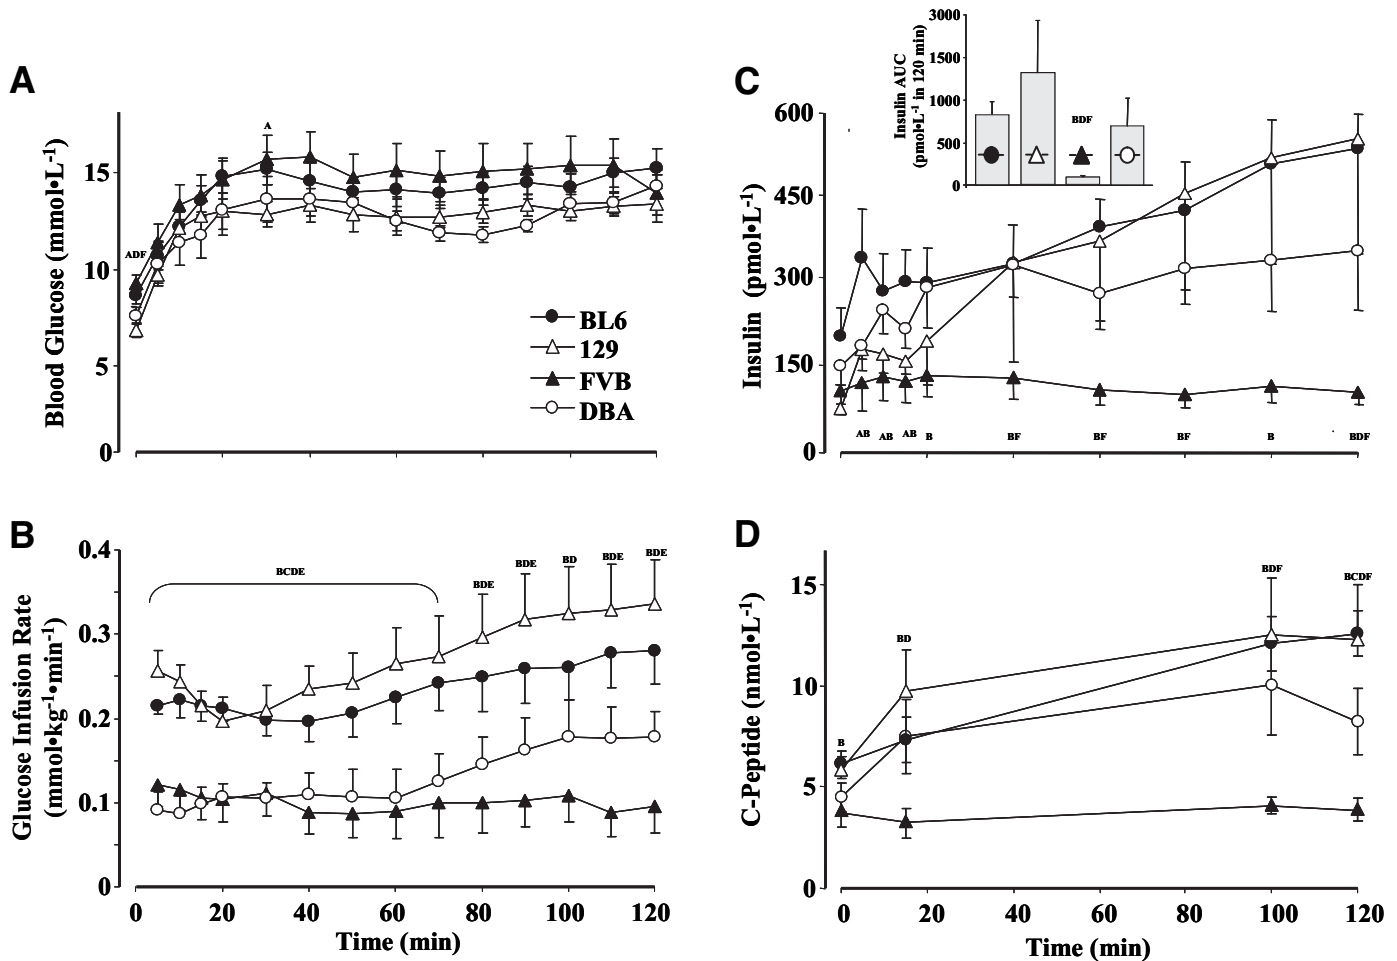 A
Blood Glucose (mmol•L⁻¹)
15
10
5
0
ADF
A
BL6
129
FVB
DBA
B
Glucose Infusion Rate
(mmol•kg⁻¹•min⁻¹)
0.4
0.3
0.2
0.1
0
BCDE
BDE
BDE
BD
BDE
BDE
0
20
40
60
80
100
120
Time (min)
C
Insulin (pmol•L⁻¹)
600
450
300
150
0
Insulin AUC
(pmol•L⁻¹ in 120 min)
3000
1500
1000
500
0
BDF
AB
AB
AB
B
BF
BF
BF
B
BDF
D
C-Peptide (nmol•L⁻¹)
15
10
5
0
B
BD
BDF
BCDF
0
20
40
60
80
100
120
Time (min)